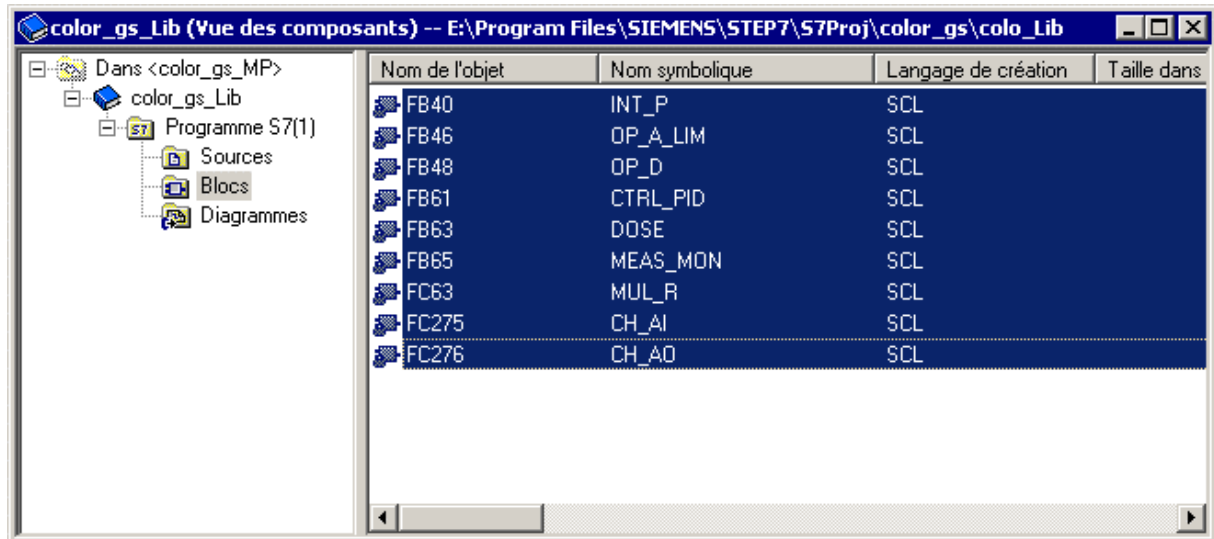 color_gs_Lib (Vue des composants) -- E:\Program Files\SIEMENS\STEP7\S7Proj\color_gs\colo_Lib
Dans <color_gs_MP>
color_gs_Lib
Programme S7(1)
Sources
Blocs
Diagrammes
Nom de l'objet Nom symbolique Langage de création Taille dans
FB40 INT_P SCL
FB46 OP_A_LIM SCL
FB48 OP_D SCL
FB61 CTRL_PID SCL
FB63 DOSE SCL
FB65 MEAS_MON SCL
FC63 MUL_R SCL
FC275 CH_AI SCL
FC276 CH_AO SCL